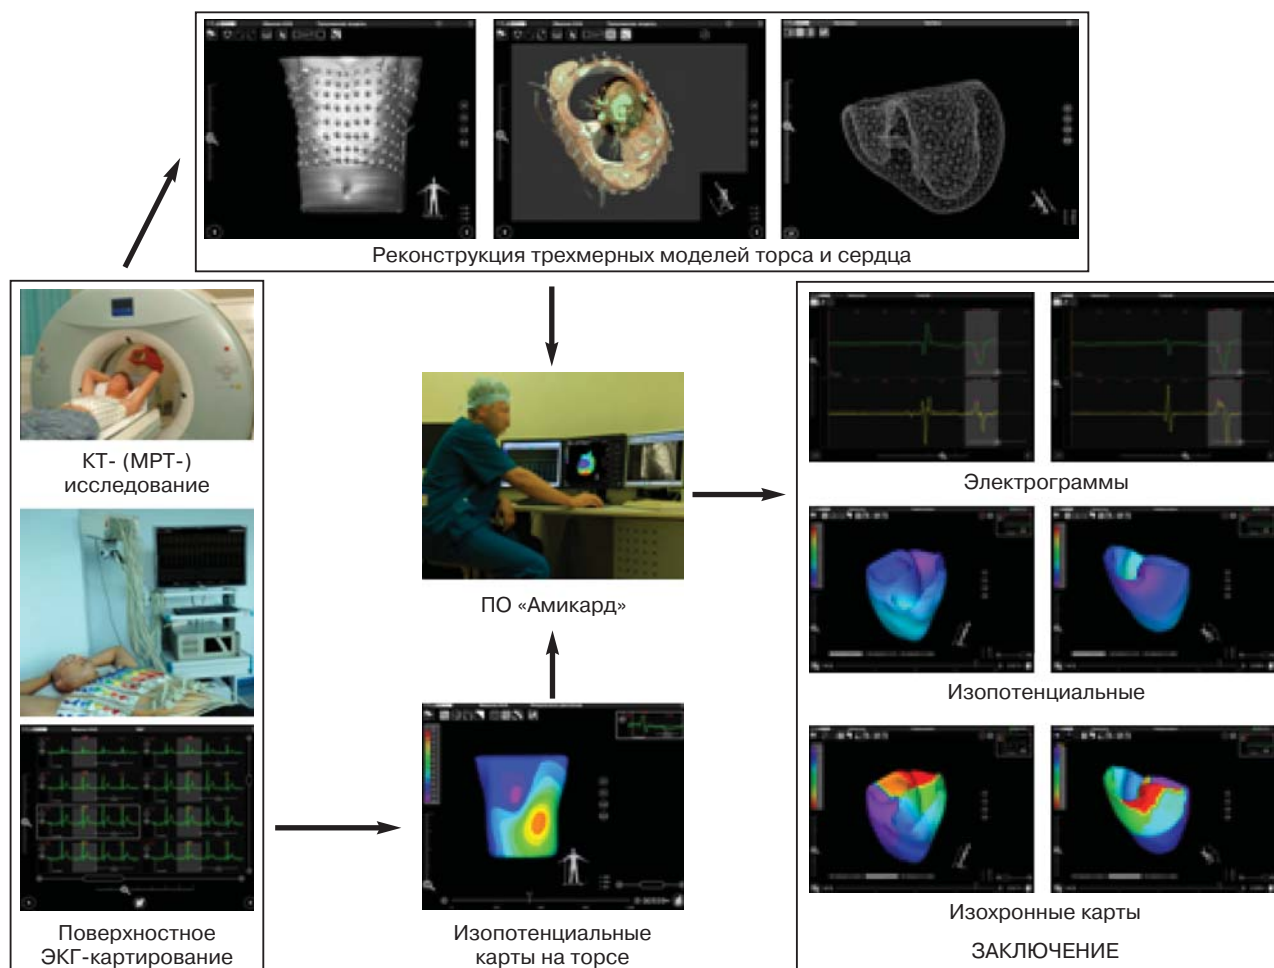 Реконструкция трехмерных моделей торса и сердца
КТ- (МРТ-)
исследование
Поверхностное
ЭКГ-картирование
ПО «Амикард»
Изопотенциальные
карты на торсе
Электрограммы
Изопотенциальные
Изохронные карты
ЗАКЛЮЧЕНИЕ